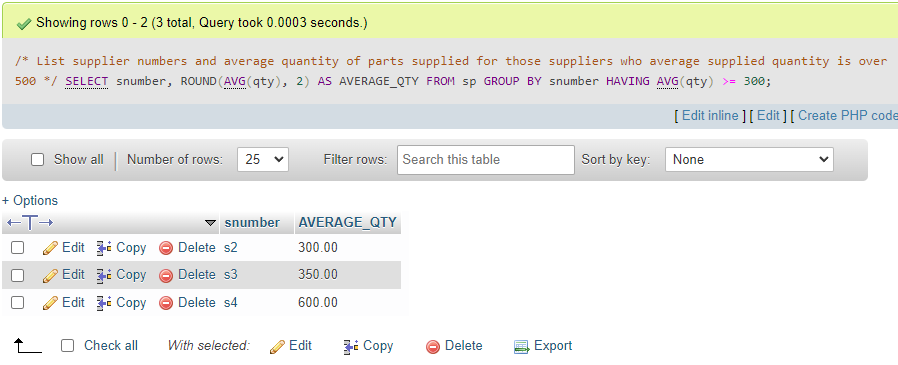 Showing rows 0 - 2 (3 total, Query took 0.0003 seconds.)
/* List supplier numbers and average quantity of parts supplied for those suppliers who average supplied quantity is over
500 */ SELECT snumber, ROUND(AVG(qty), 2) AS AVERAGE_QTY FROM sp GROUP BY snumber HAVING AVG(qty) >= 300;
[ Edit inline ] [ Edit ] [ Create PHP code
Show all Number of rows: 25 Filter rows: Search this table Sort by key: None
+ Options
←T→ snumber AVERAGE_QTY
Edit Copy Delete s2 300.00
Edit Copy Delete s3 350.00
Edit Copy Delete s4 600.00
Check all With selected: Edit Copy Delete Export